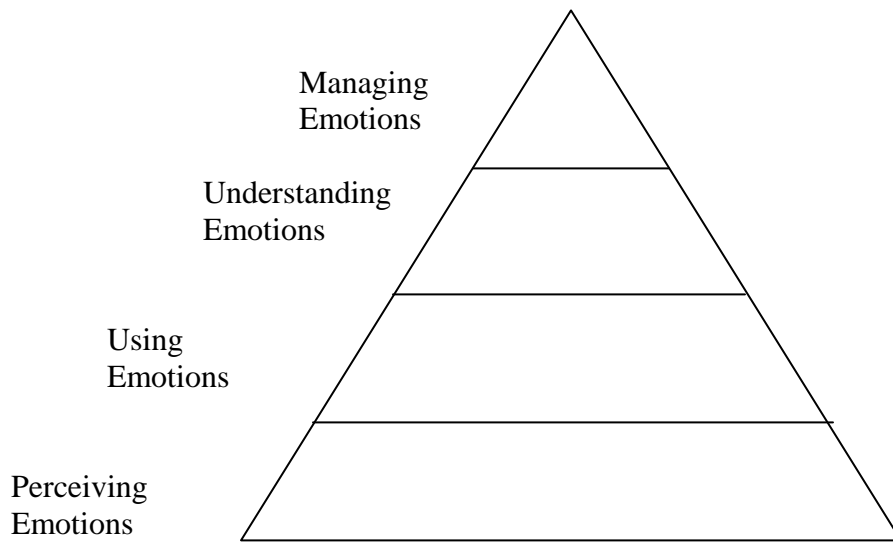 Managing
Emotions
Understanding
Emotions
Using
Emotions
Perceiving
Emotions